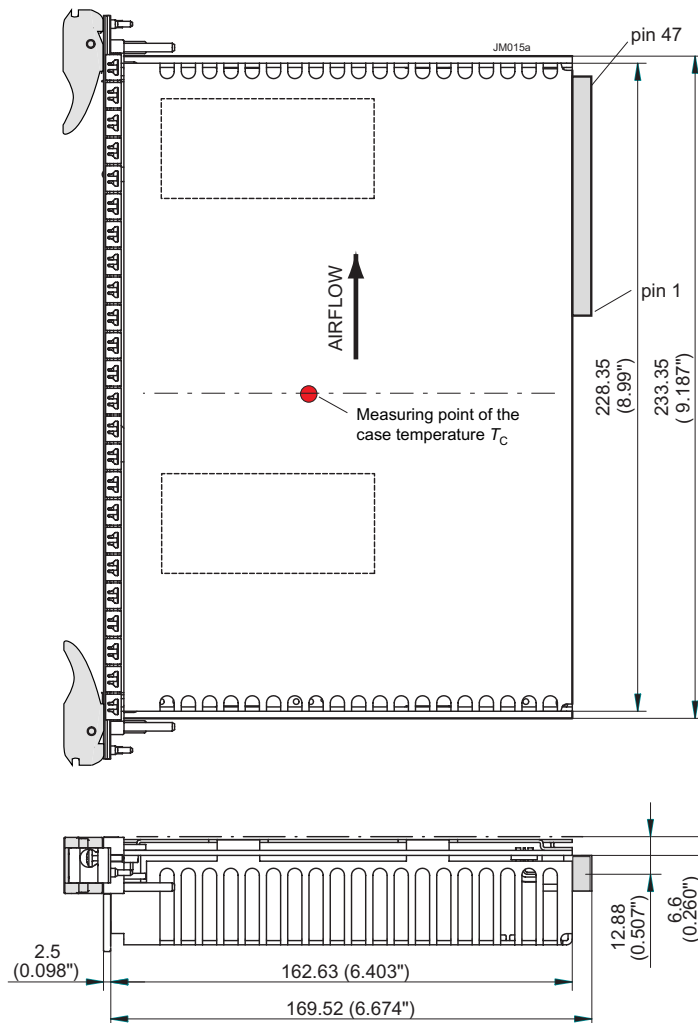 JM015a
pin 47
AIRFLOW
pin 1
228.35
(8.99")
233.35
( 9.187")
Measuring point of the
case temperature TC
2.5
(0.098")
162.63 (6.403")
169.52 (6.674")
12.88
(0.507")
6.6
(0.260")